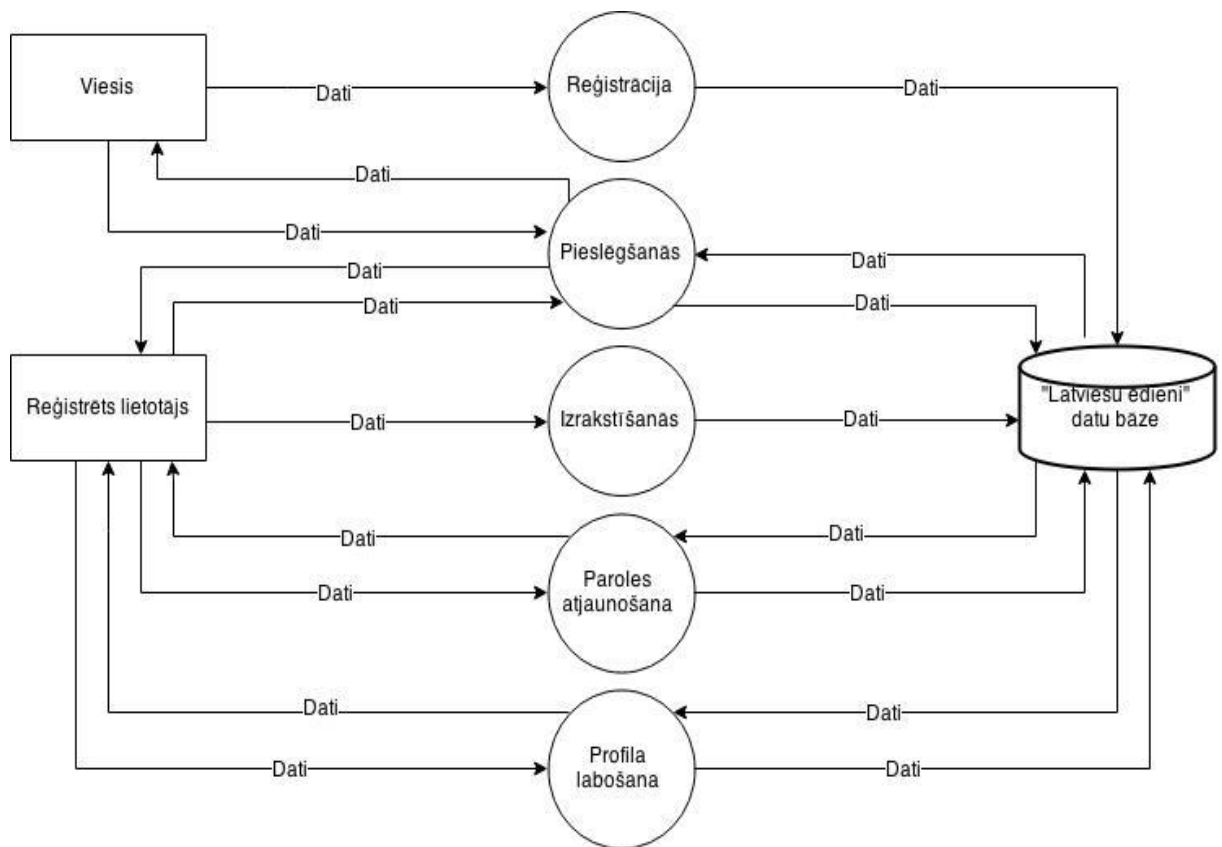 Viesis
Dati
Reģistrācija
Dati
Dati
Dati
Pieslēgšanās
Dati
Dati
Dati
Dati
Reģistrēts lietotājs
Dati
Izrakstīšanās
Dati
"Latviešu ēdieni"
datu bāze
Dati
Dati
Dati
Paroles
atjaunošana
Dati
Dati
Dati
Dati
Profila
labošana
Dati